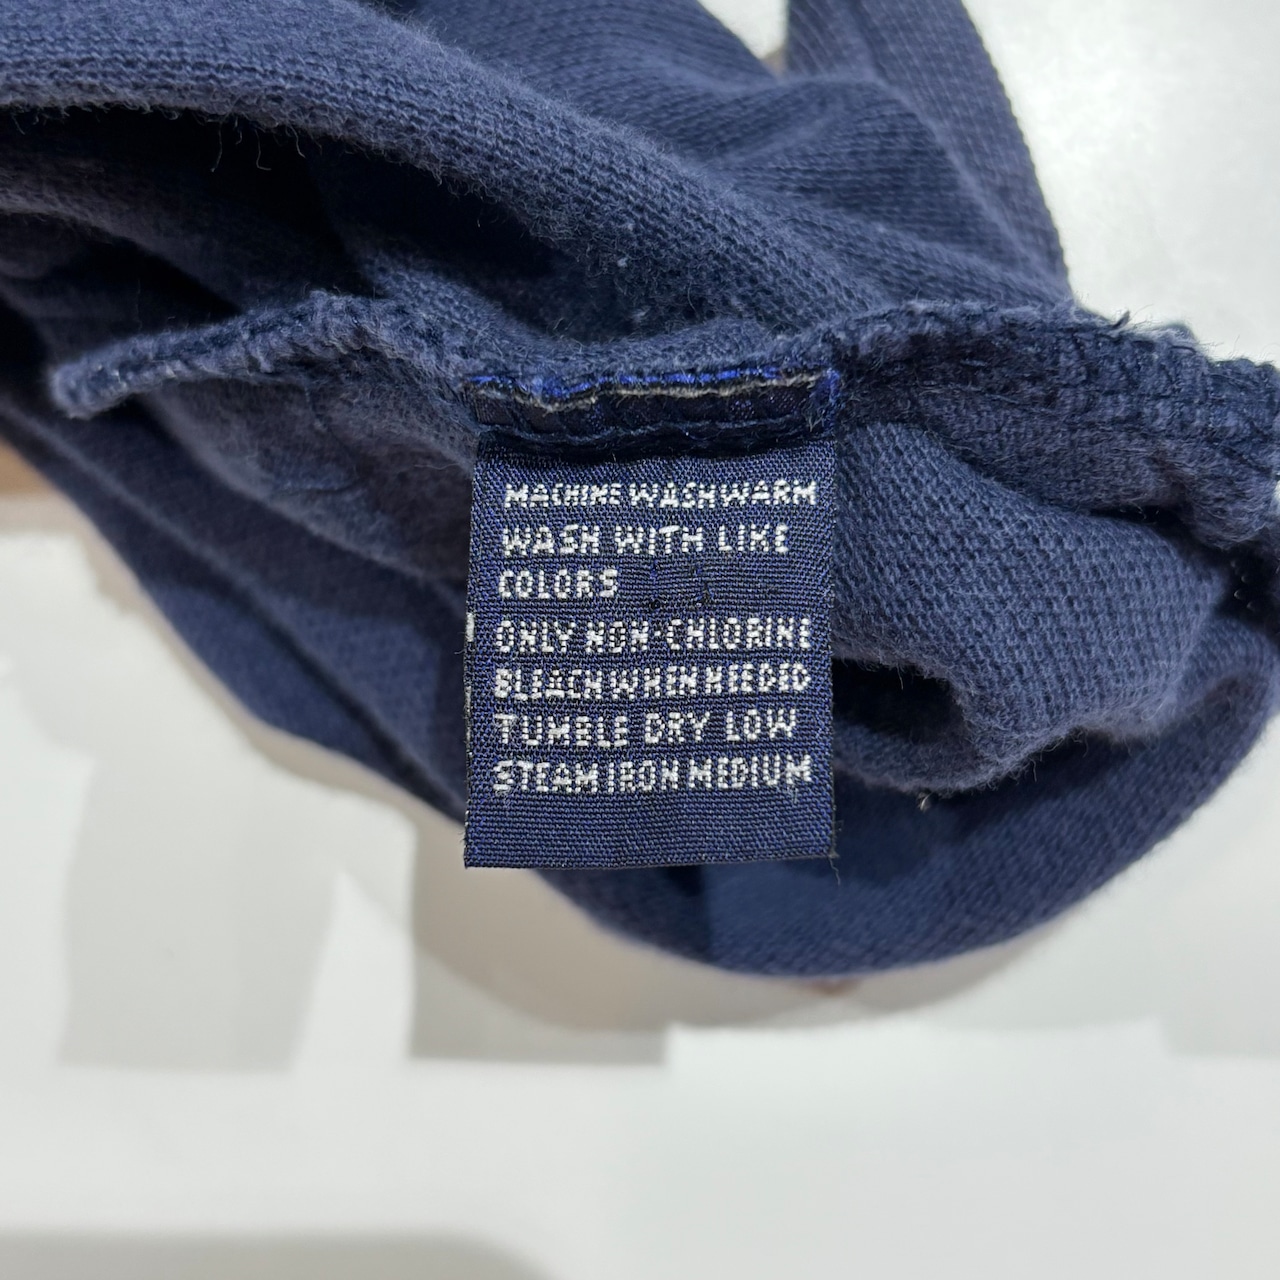 MACHINE WASH WARM
WASH WITH LIKE
COLORS
ONLY NON-CHLORINE
BLEACH WHEN NEEDED
TUMBLE DRY LOW
STEAM IRON MEDIUM